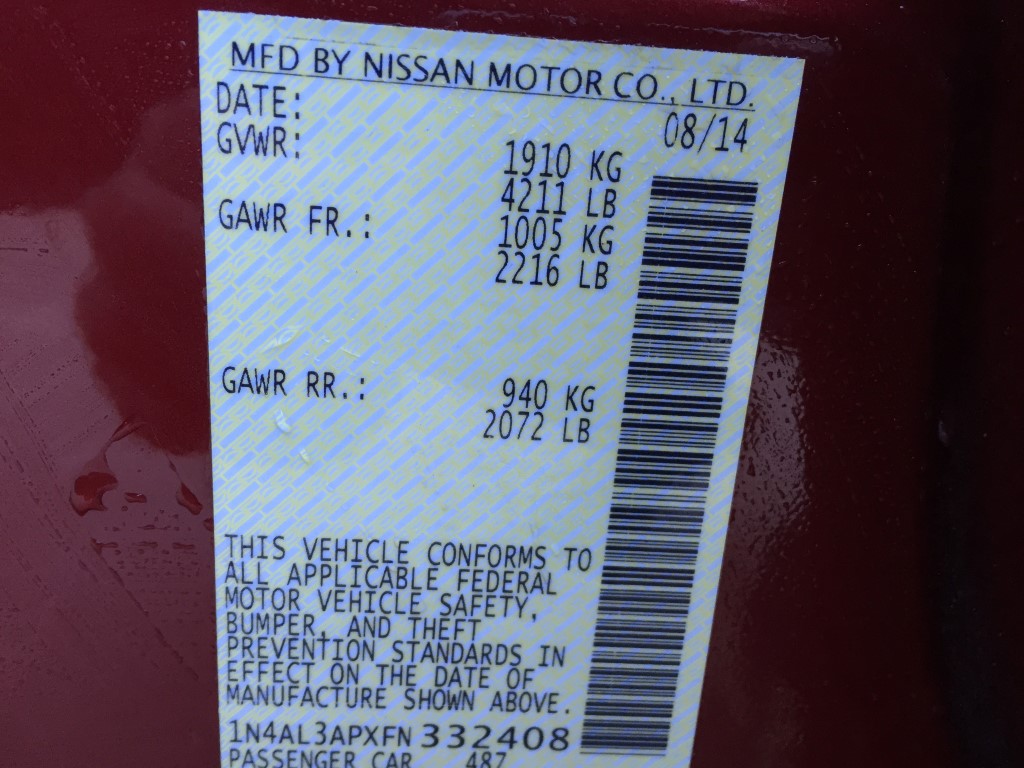 MFD BY NISSAN MOTOR CO., LTD.
DATE: 08/14
GVWR: 1910 KG
4211 LB
GAWR FR.: 1005 KG
2216 LB
GAWR RR.: 940 KG
2072 LB
THIS VEHICLE CONFORMS TO
ALL APPLICABLE FEDERAL
MOTOR VEHICLE SAFETY,
BUMPER, AND THEFT
PREVENTION STANDARDS IN
EFFECT ON THE DATE OF
MANUFACTURE SHOWN ABOVE.
1N4AL3APXFN 332408
PASSENGER CAR 487